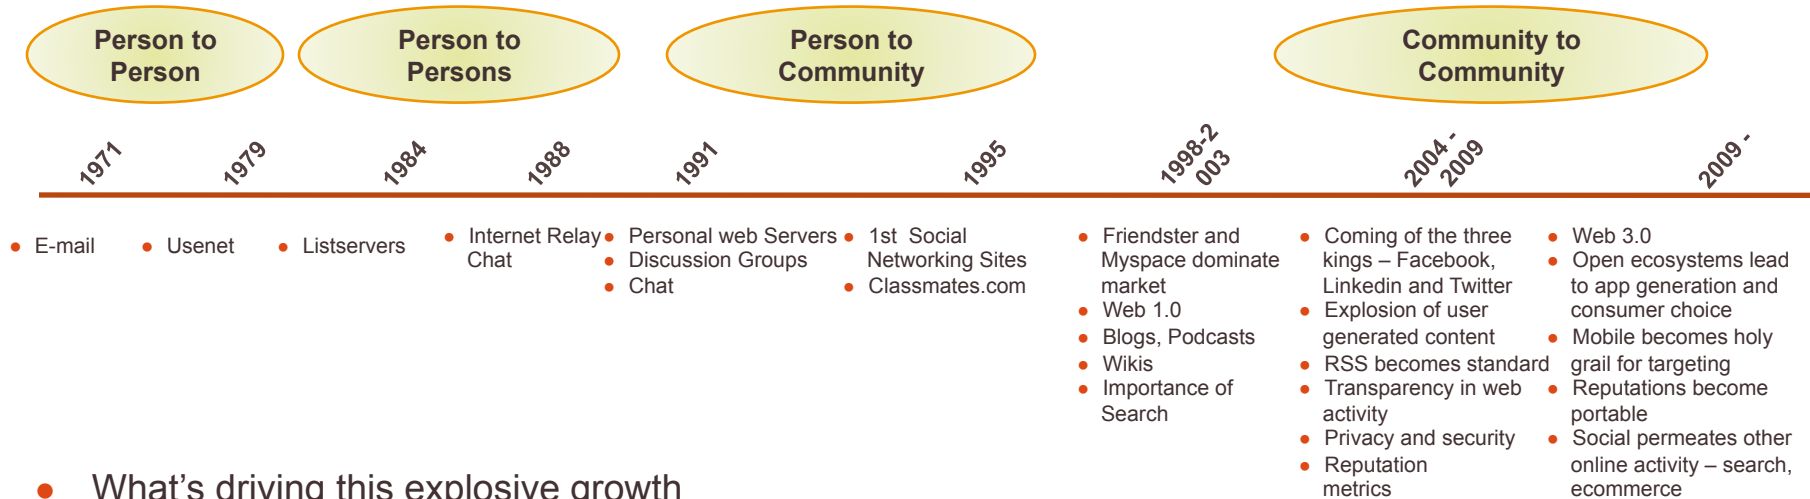 Person to
Person
Person to
Persons
Person to
Community
Community to
Community
1971
1979
1984
1988
1991
1995
1998-2
003
2004 -
2009
2009 -
• E-mail
• Usenet
• Listservers
• Internet Relay
Chat
• Personal web Servers
• Discussion Groups
• Chat
• 1st Social
Networking Sites
• Classmates.com
• Friendster and
Myspace dominate
market
• Web 1.0
• Blogs, Podcasts
• Wikis
• Importance of
Search
• Coming of the three
kings – Facebook,
Linkedin and Twitter
• Explosion of user
generated content
• RSS becomes standard
• Transparency in web
activity
• Privacy and security
• Reputation
metrics
• Web 3.0
• Open ecosystems lead
to app generation and
consumer choice
• Mobile becomes holy
grail for targeting
• Reputations become
portable
• Social permeates other
online activity – search,
ecommerce
• What's driving this explosive growth